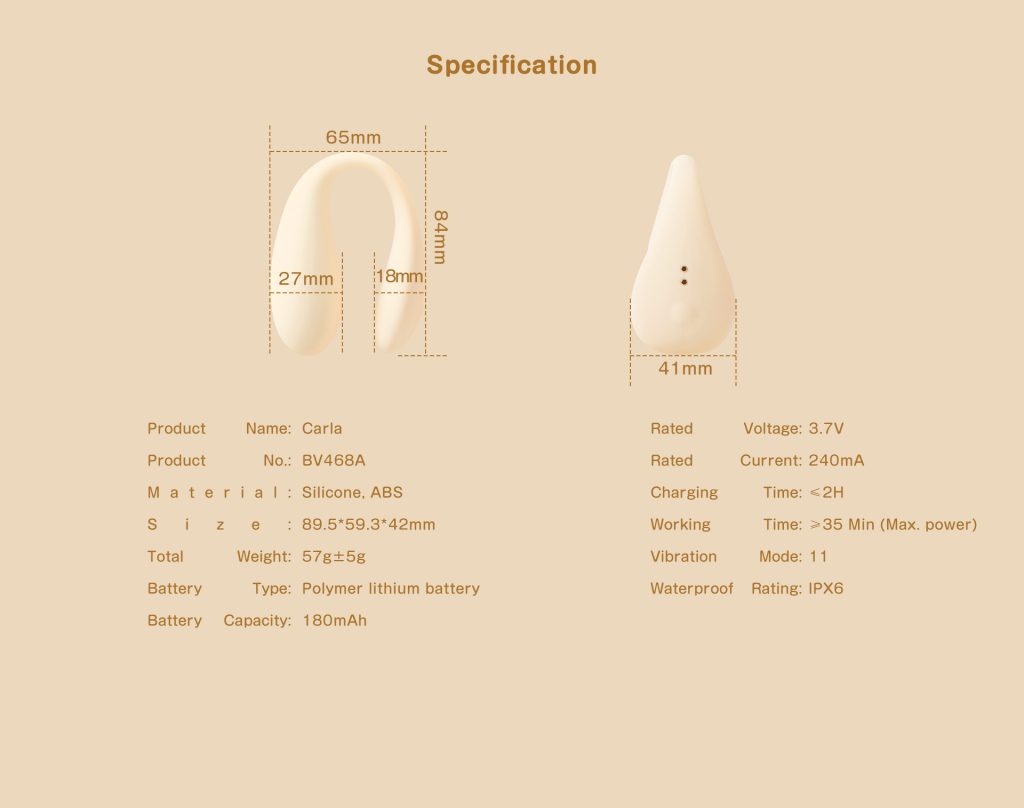 Specification
65mm
84mm
27mm
18mm
41mm
Product Name: Carla
Product No.: BV468A
Material: Silicone, ABS
Size: 89.5*59.3*42mm
Total Weight: 57g±5g
Battery Type: Polymer lithium battery
Battery Capacity: 180mAh
Rated Voltage: 3.7V
Rated Current: 240mA
Charging Time: ≤2H
Working Time: ≥35 Min (Max. power)
Vibration Mode: 11
Waterproof Rating: IPX6